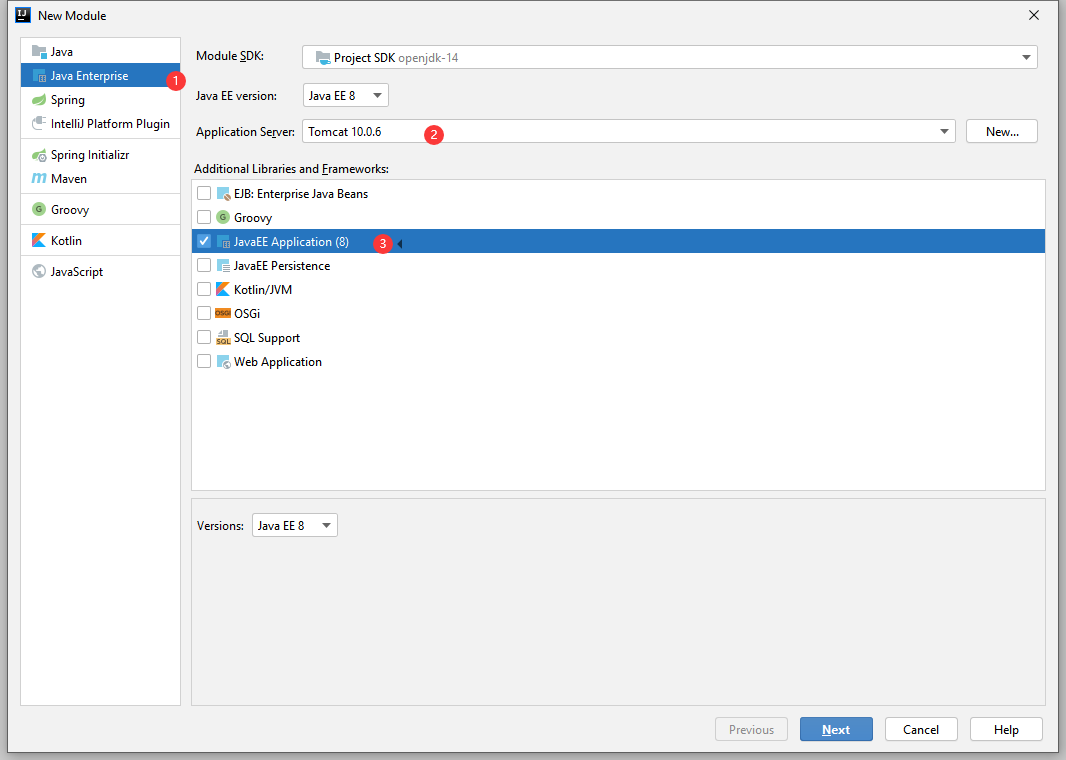 New Module
Java
Java Enterprise
1
Spring
IntelliJ Platform Plugin
Spring Initializr
Maven
Groovy
Kotlin
JavaScript
Module SDK: Project SDK openjdk-14
Java EE version: Java EE 8
Application Server: Tomcat 10.0.6 2 New...
Additional Libraries and Frameworks:
EJB: Enterprise Java Beans
Groovy
JavaEE Application (8) 3
JavaEE Persistence
Kotlin/JVM
OSGi
SQL Support
Web Application
Versions: Java EE 8
Previous Next Cancel Help